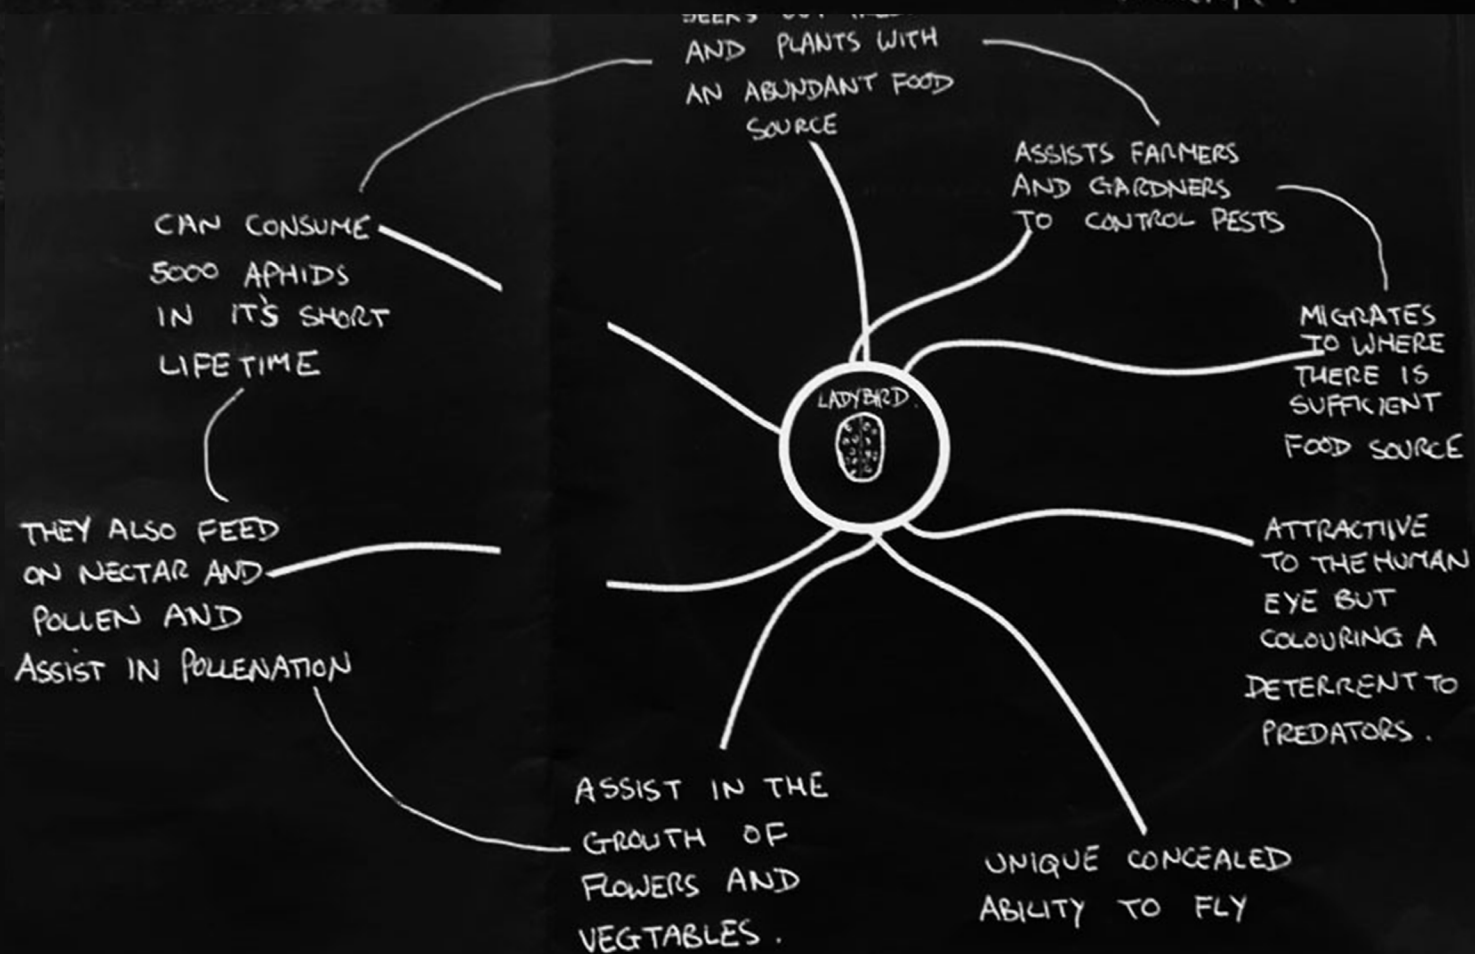 AND PLANTS WITH
AN ABUNDANT FOOD
SOURCE
ASSISTS FARMERS
AND GARDNERS
TO CONTROL PESTS
MIGRATES
TO WHERE
THERE IS
SUFFICIENT
FOOD SOURCE
ATTRACTIVE
TO THE HUMAN
EYE BUT
COLOURING A
DETERRENT TO
PREDATORS.
UNIQUE CONCEALED
ABILITY TO FLY
ASSIST IN THE
GROWTH OF
FLOWERS AND
VEGTABLES.
THEY ALSO FEED
ON NECTAR AND
POLLEN AND
ASSIST IN POLLENATION
CAN CONSUME
5000 APHIDS
IN IT'S SHORT
LIFETIME
LADYBIRD.